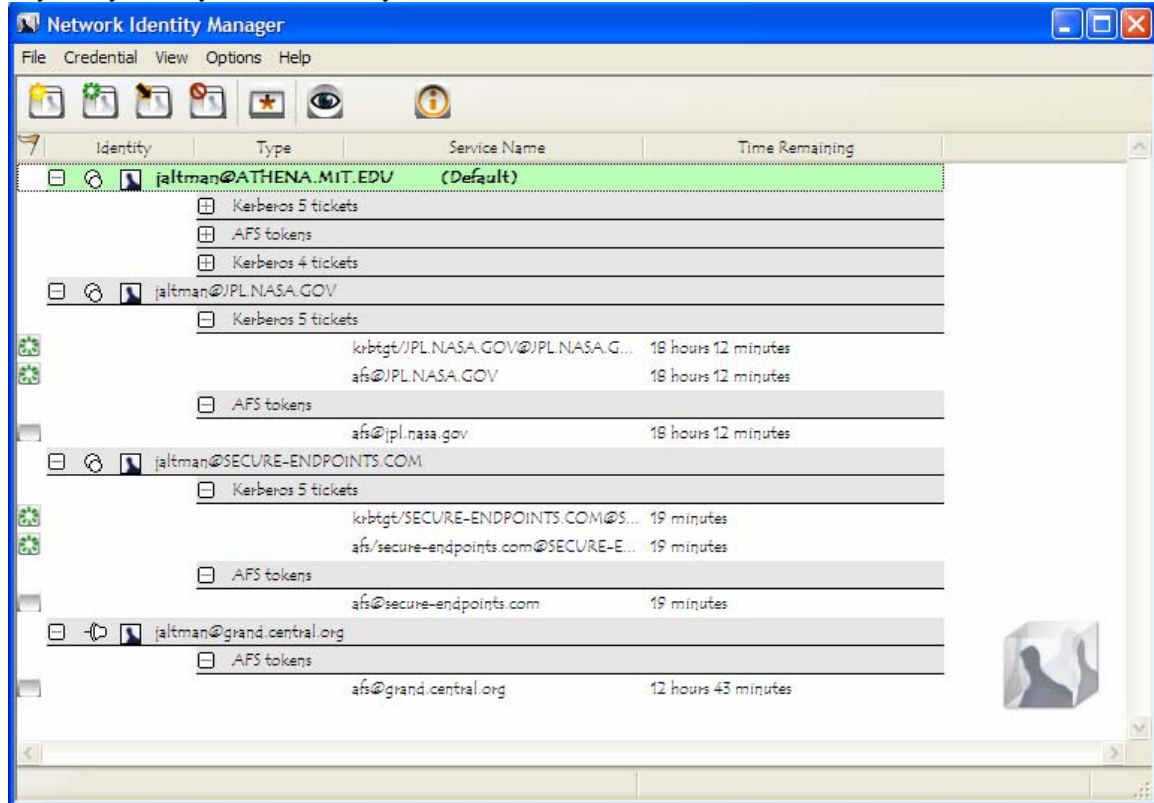 Network Identity Manager
File Credential View Options Help
Identity Type Service Name Time Remaining
jaltman@ATHENA.MIT.EDU (Default)
Kerberos 5 tickets
AFS tokens
Kerberos 4 tickets
jaltman@JPL.NASA.GOV
Kerberos 5 tickets
krbtgt/JPL.NASA.GOV@JPL.NASA.G... 18 hours 12 minutes
afs@JPL.NASA.GOV 18 hours 12 minutes
AFS tokens
afs@jpl.nasa.gov 18 hours 12 minutes
jaltman@SECURE-ENDPOINTS.COM
Kerberos 5 tickets
krbtgt/SECURE-ENDPOINTS.COM@S... 19 minutes
afs/secure-endpoints.com@SECURE-E... 19 minutes
AFS tokens
afs@secure-endpoints.com 19 minutes
jaltman@grand.central.org
AFS tokens
afs@grand.central.org 12 hours 43 minutes